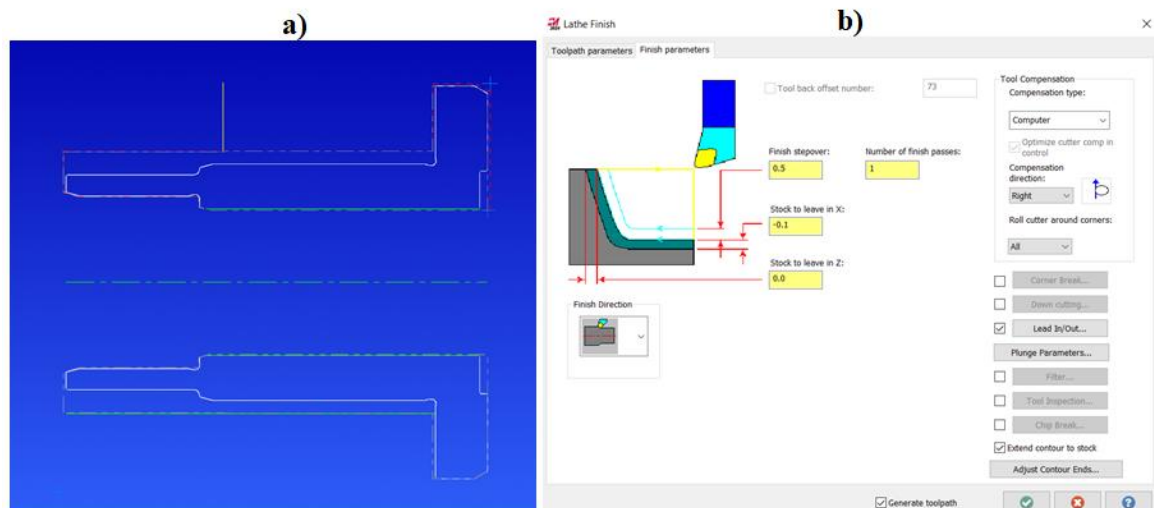 a)
b)
Lathe Finish
Toolpath parameters Finish parameters
Tool back offset number: 73
Finish stepover: Number of finish passes:
0.5 1
Stock to leave in X:
-0.1
Stock to leave in Z:
0.0
Finish Direction
Tool Compensation
Compensation type:
Computer
Optimize cutter comp in
control
Compensation
direction:
Right
Roll cutter around corners:
All
Corner Break...
Down cutting...
Lead In/Out...
Plunge Parameters...
Filter...
Tool Inspection...
Chip Break...
Extend contour to stock
Adjust Contour Ends...
Generate toolpath